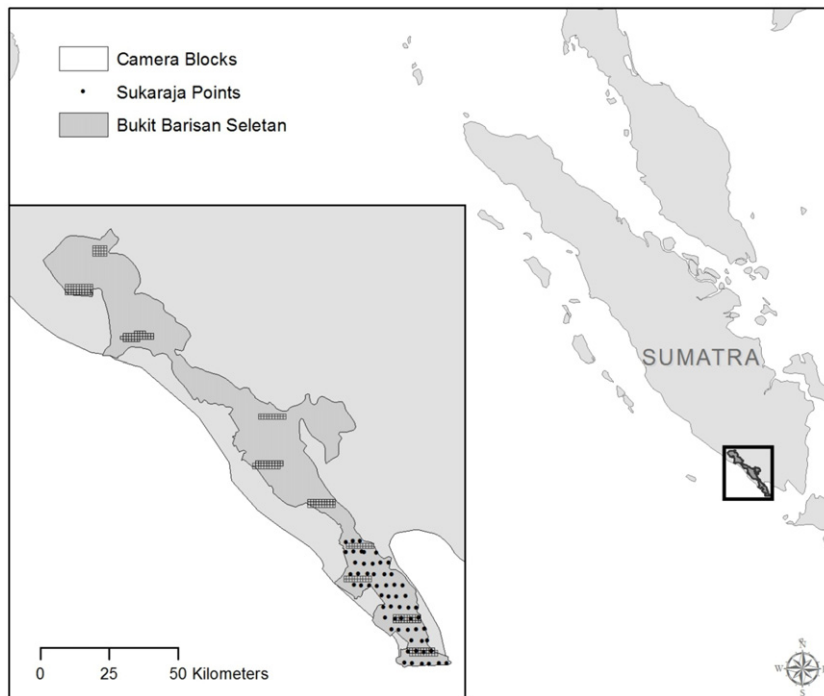 Camera Blocks
Sukaraja Points
Bukit Barisan Seletan
SUMATRA
0 25 50 Kilometers
N
S